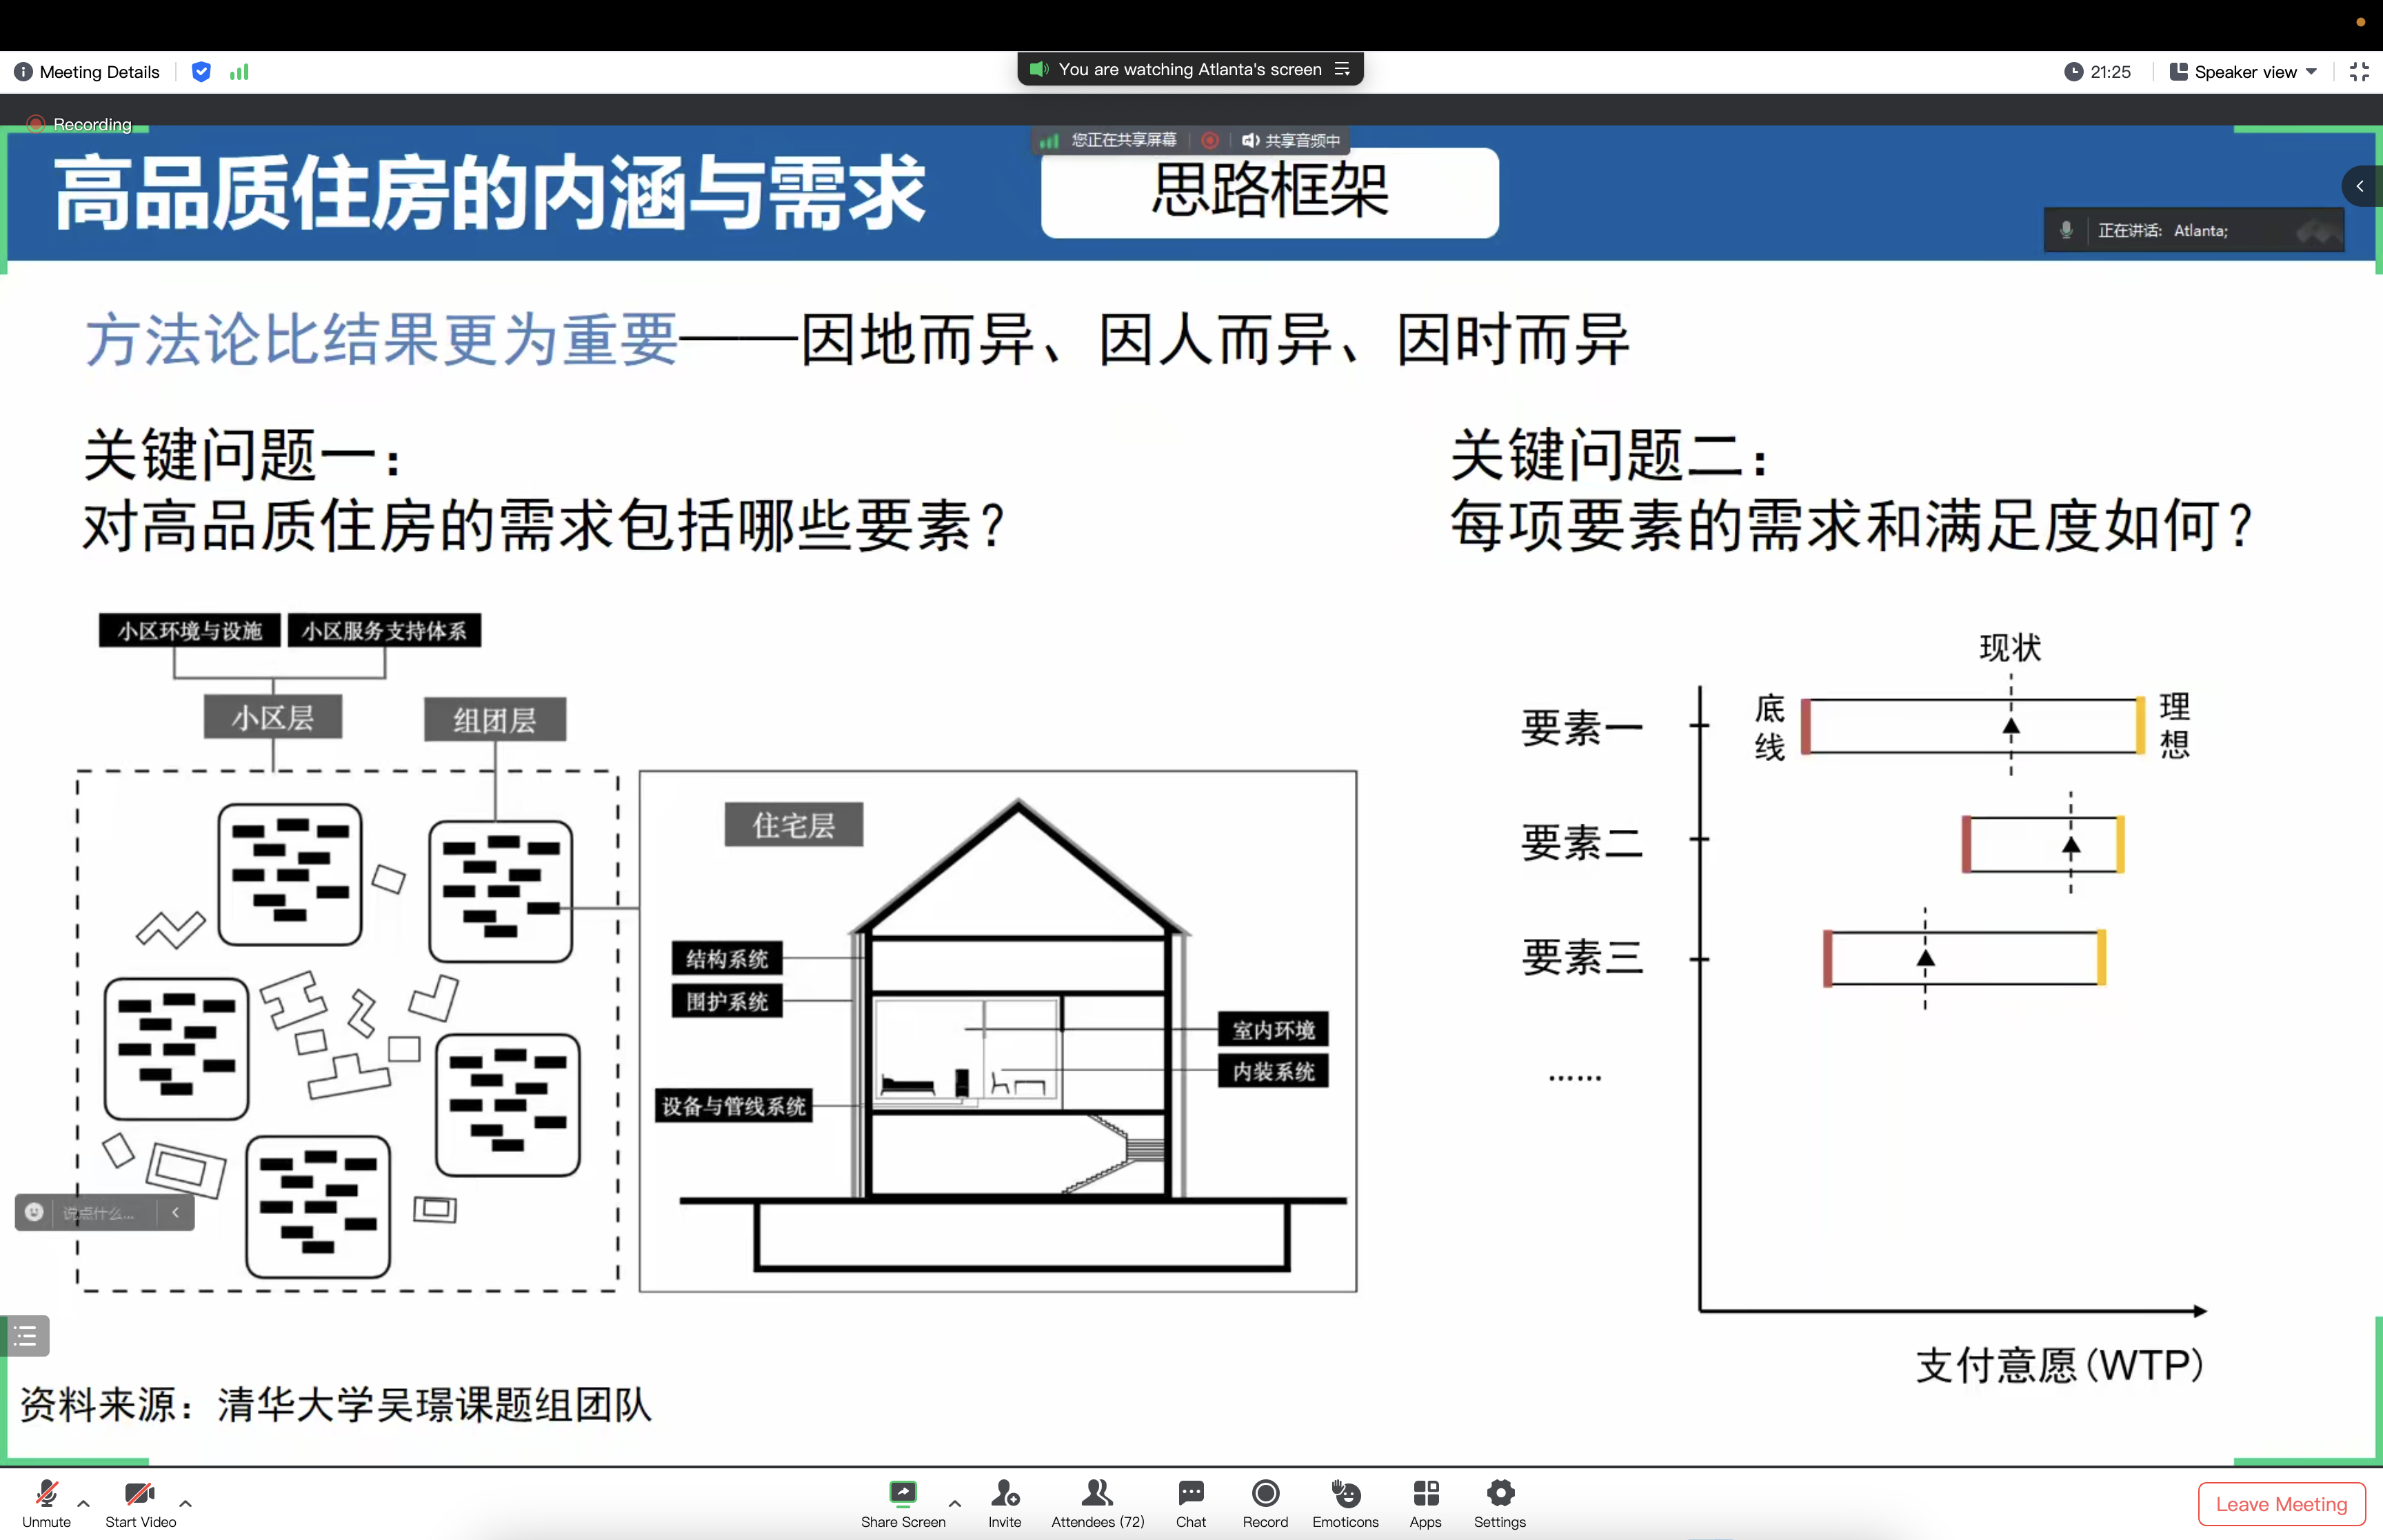 Meeting Details
You are watching Atlanta's screen
21:25
Speaker view
Recording
您正在共享屏幕
共享音频中
高品质住房的内涵与需求
思路框架
正在讲话: Atlanta;
方法论比结果更为重要——因地而异、因人而异、因时而异
关键问题一：
对高品质住房的需求包括哪些要素？
关键问题二：
每项要素的需求和满足度如何？
小区环境与设施
小区服务支持体系
小区层
组团层
住宅层
结构系统
围护系统
设备与管线系统
室内环境
内装系统
现状
底线
理想
要素一
要素二
要素三
……
支付意愿(WTP)
说点什么...
资料来源：清华大学吴璟课题组团队
Unmute
Start Video
Share Screen
Invite
Attendees (72)
Chat
Record
Emoticons
Apps
Settings
Leave Meeting